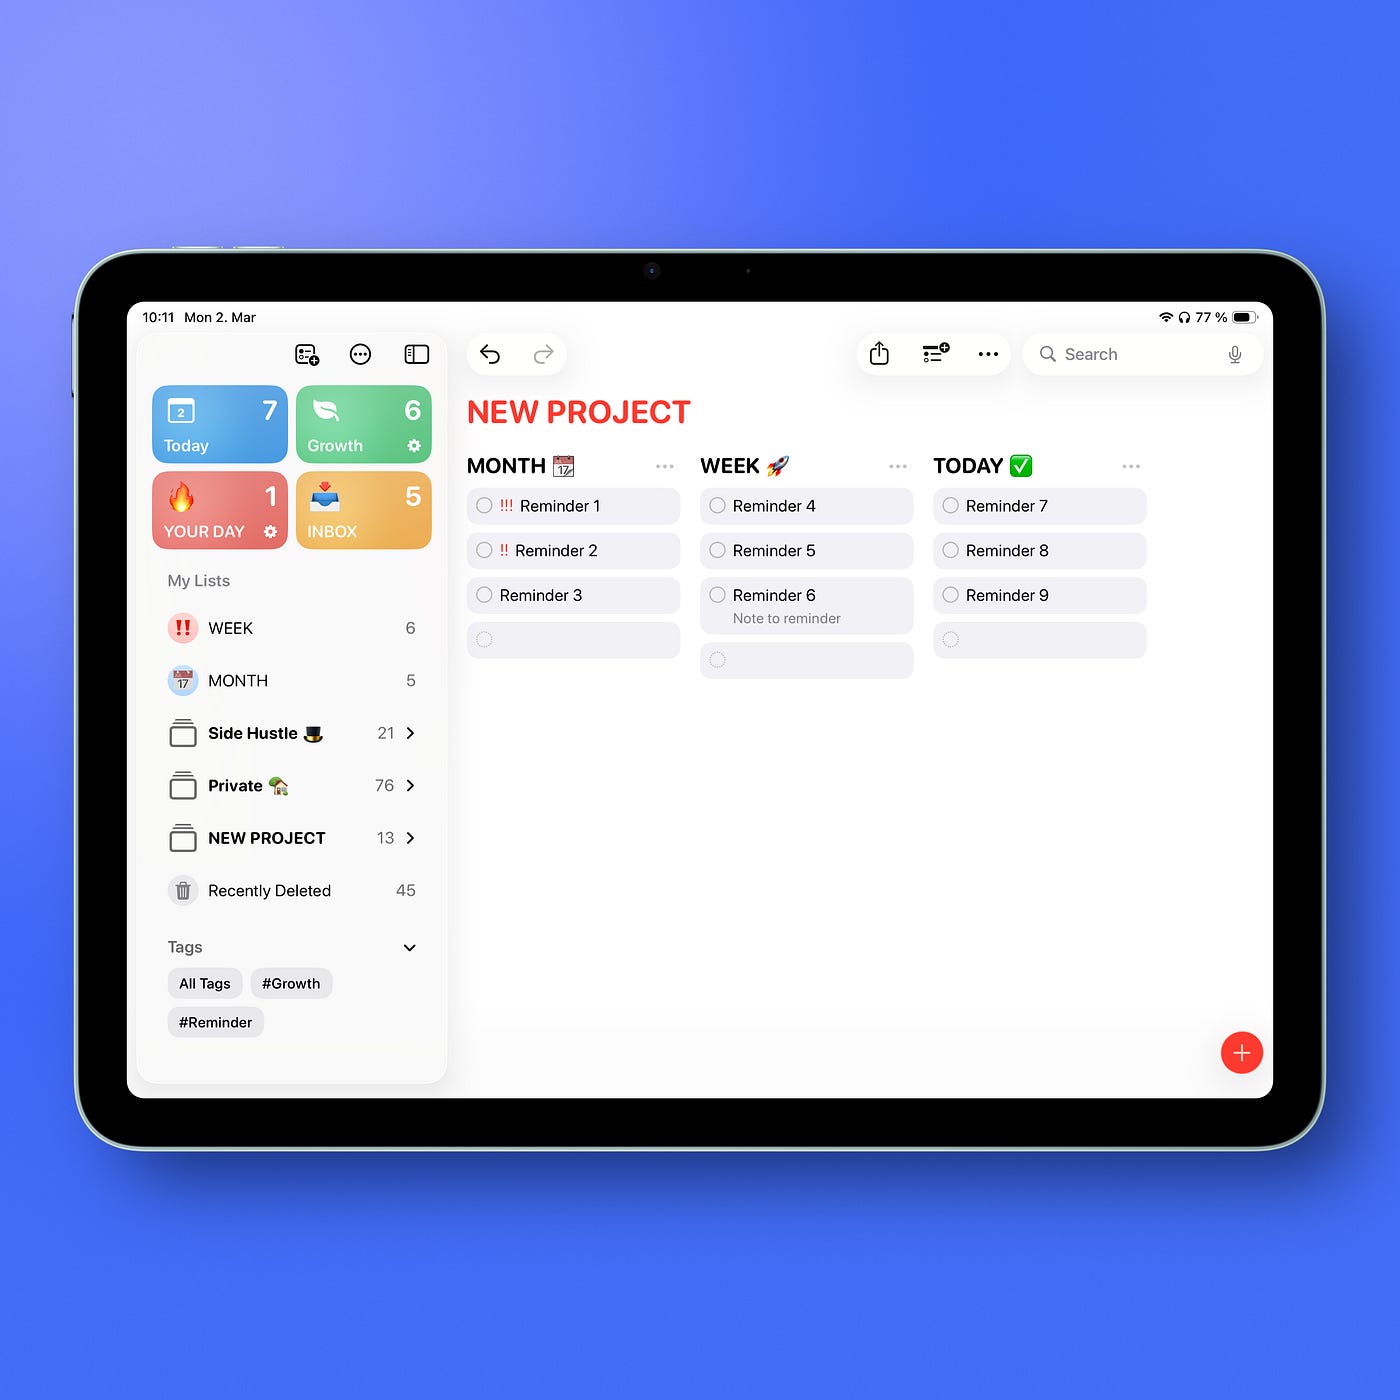 10:11 Mon 2. Mar
77 %
2
7
Today
6
Growth
1
YOUR DAY
5
INBOX
My Lists
!! WEEK 6
17 MONTH 5
Side Hustle 🎩 21
Private 🏡 76
NEW PROJECT 13
Recently Deleted 45
Tags
All Tags #Growth
#Reminder
Search
NEW PROJECT
MONTH 📆
!!! Reminder 1
!! Reminder 2
Reminder 3
WEEK 🚀
Reminder 4
Reminder 5
Reminder 6
Note to reminder
TODAY ✅
Reminder 7
Reminder 8
Reminder 9